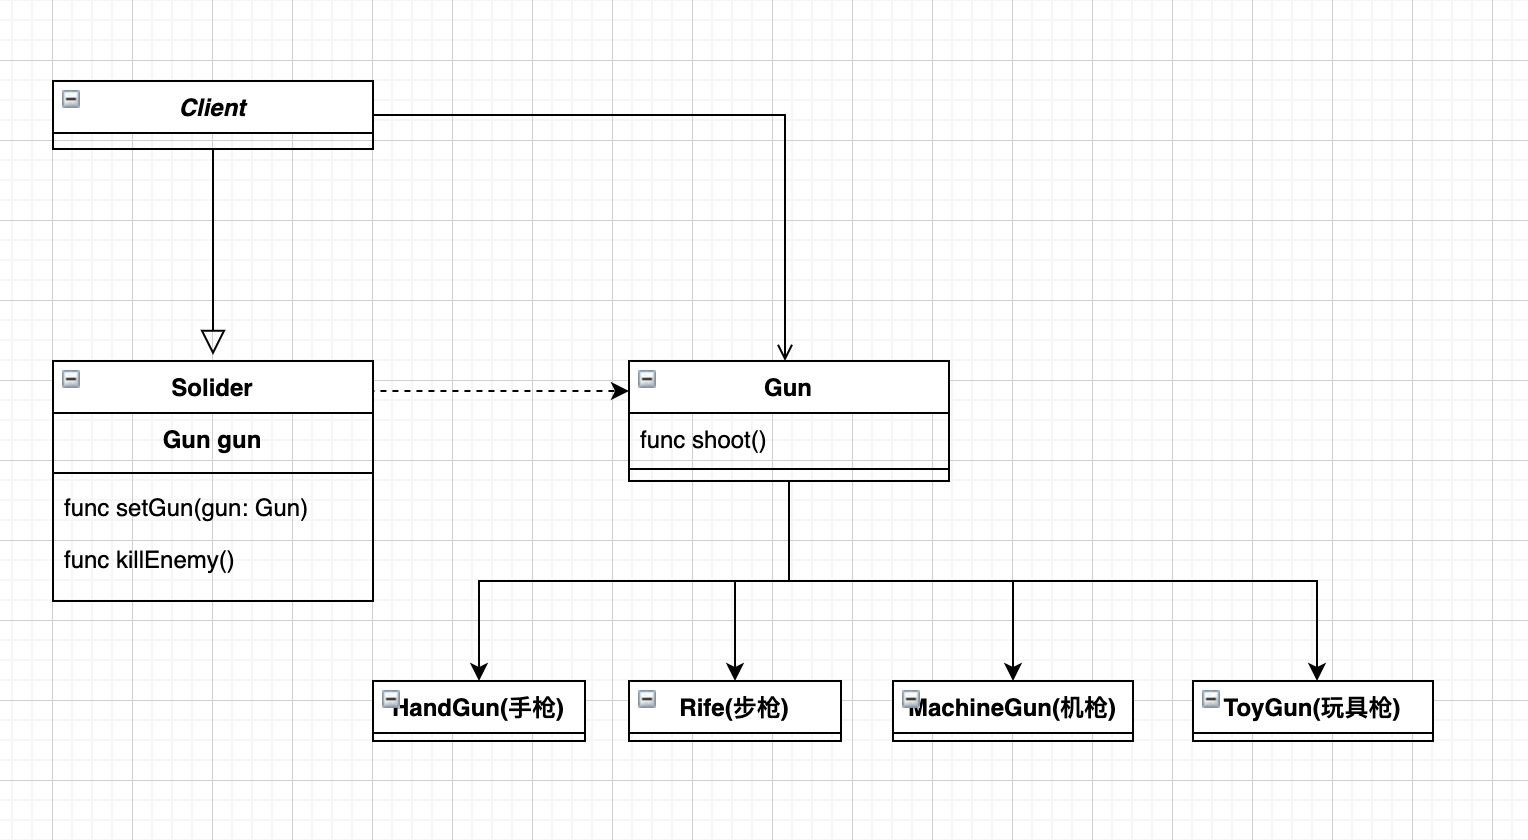 Client
Solider
Gun gun
func setGun(gun: Gun)
func killEnemy()
Gun
func shoot()
HandGun(手枪)
Rife(步枪)
MachineGun(机枪)
ToyGun(玩具枪)